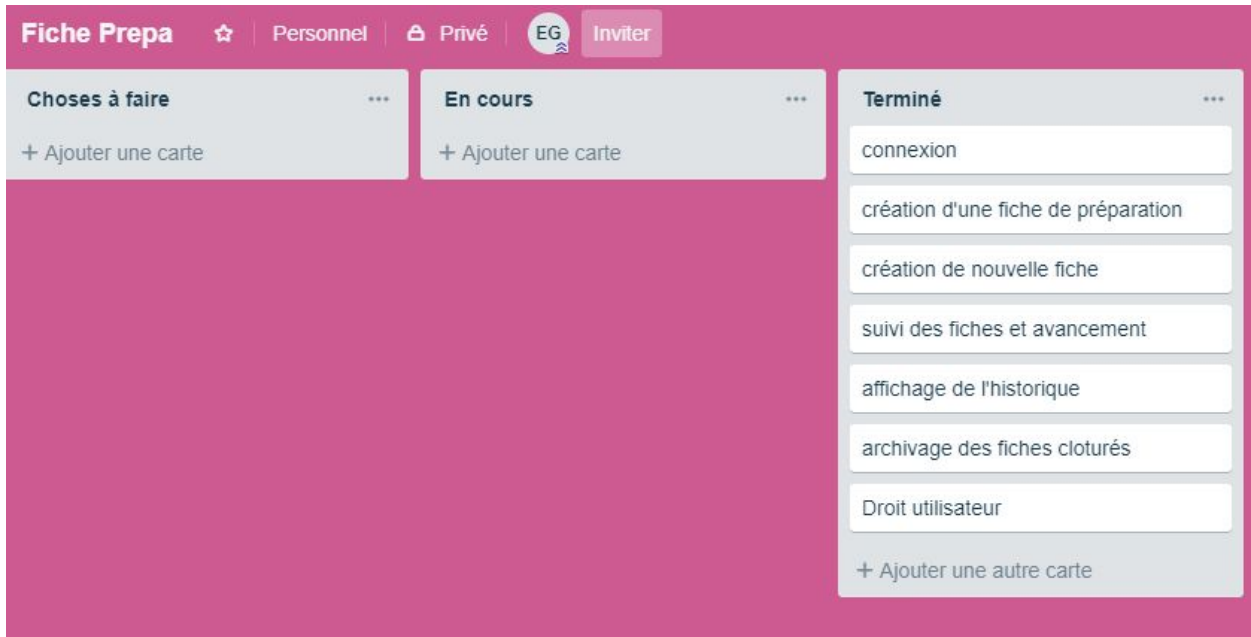 Fiche Prepa Personnel Privé EG Inviter
Choses à faire
+ Ajouter une carte
En cours
+ Ajouter une carte
Terminé
connexion
création d'une fiche de préparation
création de nouvelle fiche
suivi des fiches et avancement
affichage de l'historique
archivage des fiches cloturés
Droit utilisateur
+ Ajouter une autre carte